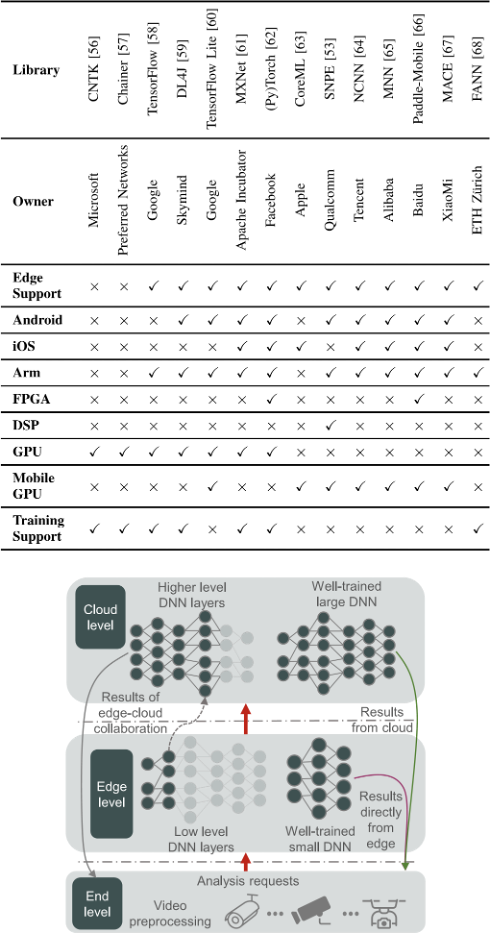 Library
CNTK [56]
Chainer [57]
TensorFlow [58]
DL4J [59]
TensorFlow Lite [60]
MXNet [61]
(Py)Torch [62]
CoreML [63]
SNPE [53]
NCNN [64]
MNN [65]
Paddle-Mobile [66]
MACE [67]
FANN [68]
Owner
Microsoft
Preferred Networks
Google
Skymind
Google
Apache Incubator
Facebook
Apple
Qualcomm
Tencent
Alibaba
Baidu
XiaoMi
ETH Zürich
Edge
Support × × ✓ ✓ ✓ ✓ ✓ ✓ ✓ ✓ ✓ ✓ ✓ ✓
Android × × × ✓ ✓ ✓ ✓ × ✓ ✓ ✓ ✓ ✓ ×
iOS × × × × × ✓ ✓ ✓ × ✓ ✓ ✓ ✓ ×
Arm × × ✓ ✓ ✓ ✓ ✓ × ✓ ✓ ✓ ✓ ✓ ✓
FPGA × × × × × × ✓ × × × × ✓ × ×
DSP × × × × × × × × ✓ × × × × ×
GPU ✓ ✓ ✓ ✓ ✓ ✓ ✓ × × × × × × ×
Mobile
GPU × × × × ✓ × × ✓ ✓ ✓ ✓ ✓ ✓ ×
Training
Support ✓ ✓ ✓ ✓ × ✓ ✓ × × × × × × ✓
Cloud
level
Higher level
DNN layers
Well-trained
large DNN
Results of
edge-cloud
collaboration
Results
from cloud
Edge
level
Low level
DNN layers
Well-trained
small DNN
Results
directly
from
edge
End
level
Analysis requests
Video
preprocessing